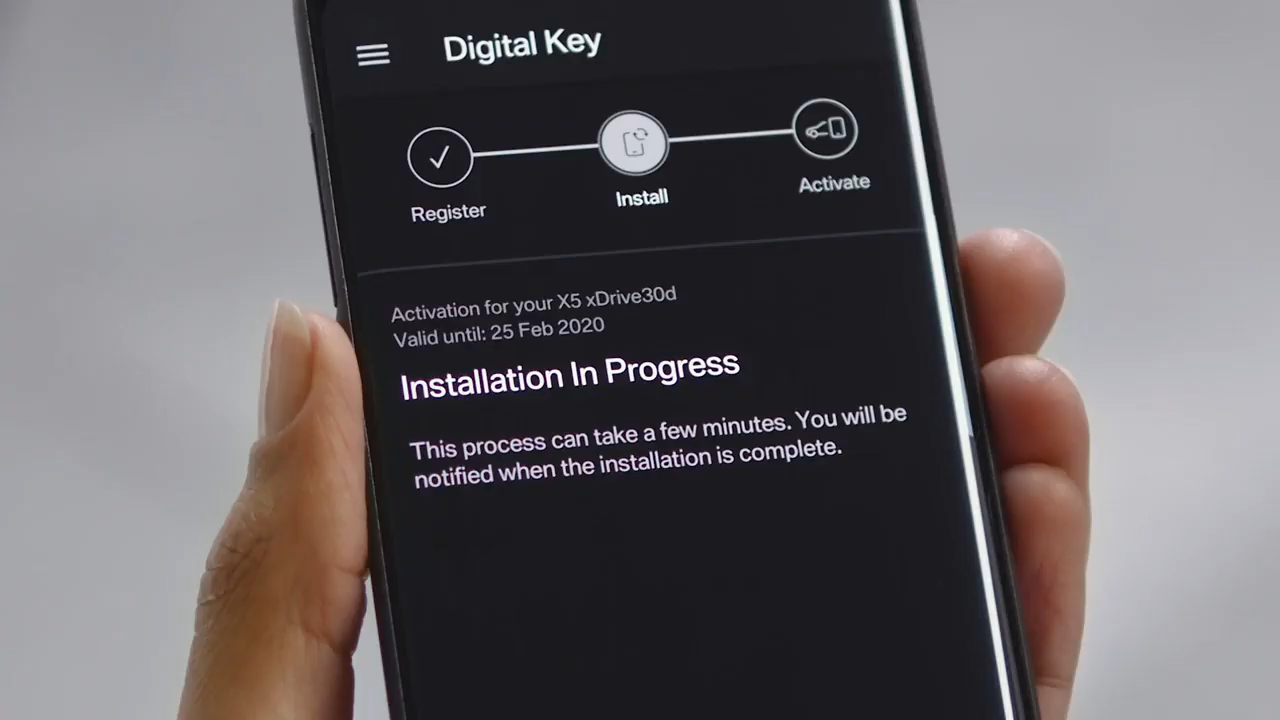 Digital Key
Register
Install
Activate
Activation for your X5 xDrive30d
Valid until: 25 Feb 2020
Installation In Progress
This process can take a few minutes. You will be
notified when the installation is complete.